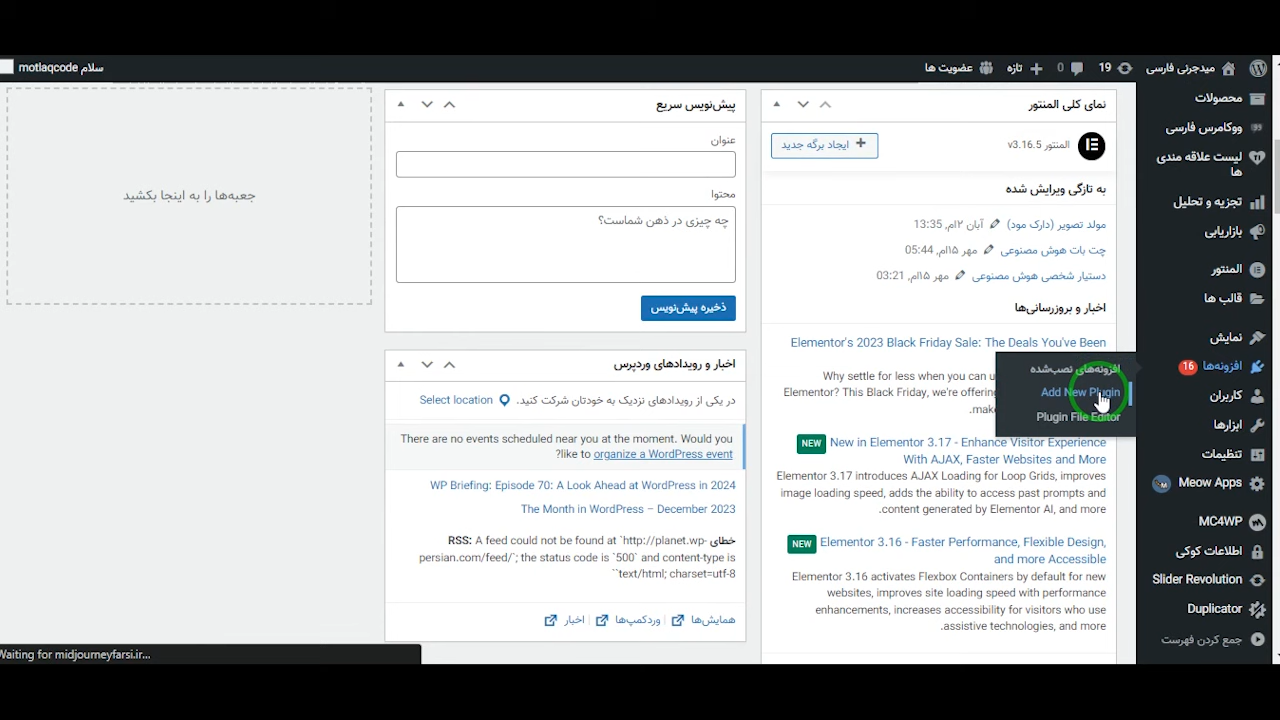 میدجرنی فارسی
19
0
تازه
عضویت ها
سلام motlaqcode
محصولات
ووکامرس فارسی
لیست علاقه مندی
ها
تجزیه و تحلیل
بازاریابی
المنتور
قالب ها
نمایش
افزونه‌ها 16
کاربران
ابزارها
تنظیمات
Meow Apps
MC4WP
اطلاعات کوکی
Slider Revolution
Duplicator
جمع کردن فهرست
افزونه‌های نصب‌شده
Add New Plugin
Plugin File Editor
نمای کلی المنتور
المنتور v3.16.5
ایجاد برگه جدید
به تازگی ویرایش شده
مولد تصویر (دارک مود) آبان ۲ام, 13:35
چت بات هوش مصنوعی مهر ۱۵ام, 05:44
دستیار شخصی هوش مصنوعی مهر ۱۵ام, 03:21
اخبار و بروزرسانی‌ها
Elementor's 2023 Black Friday Sale: The Deals You've Been
Why settle for less when you can
Elementor? This Black Friday, we're offering
NEW New in Elementor 3.17 - Enhance Visitor Experience
With AJAX, Faster Websites and More
Elementor 3.17 introduces AJAX Loading for Loop Grids, improves
image loading speed, adds the ability to access past prompts and
content generated by Elementor AI, and more.
NEW Elementor 3.16 - Faster Performance, Flexible Design,
and more Accessible
Elementor 3.16 activates Flexbox Containers by default for new
websites, improves site loading speed with performance
enhancements, increases accessibility for visitors who use
assistive technologies, and more.
پیش‌نویس سریع
عنوان
محتوا
چه چیزی در ذهن شماست؟
ذخیره پیش‌نویس
اخبار و رویدادهای وردپرس
در یکی از رویدادهای نزدیک به خودتان شرکت کنید. Select location
There are no events scheduled near you at the moment. Would you
like to organize a WordPress event?
WP Briefing: Episode 70: A Look Ahead at WordPress in 2024
The Month in WordPress – December 2023
خطای RSS: A feed could not be found at `http://planet.wp-
persian.com/feed/`; the status code is `500` and content-type is
`text/html; charset=utf-8`
همایش‌ها
وردکمپ‌ها
اخبار
جعبه‌ها را به اینجا بکشید
Waiting for midjourneyfarsi.ir...